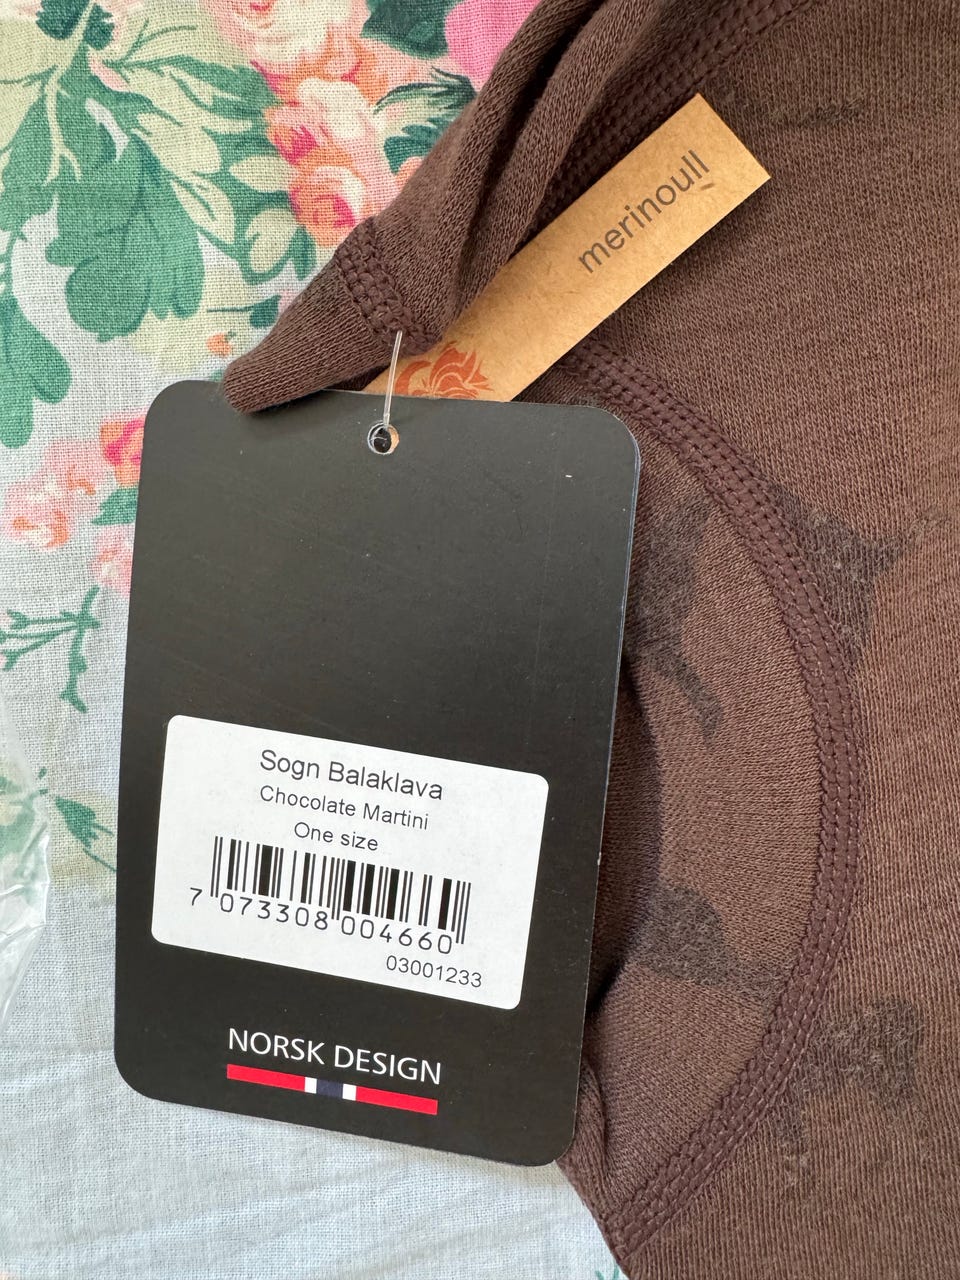 merinoull
Sogn Balaklava
Chocolate Martini
One size
7 073308 004660
03001233
NORSK DESIGN